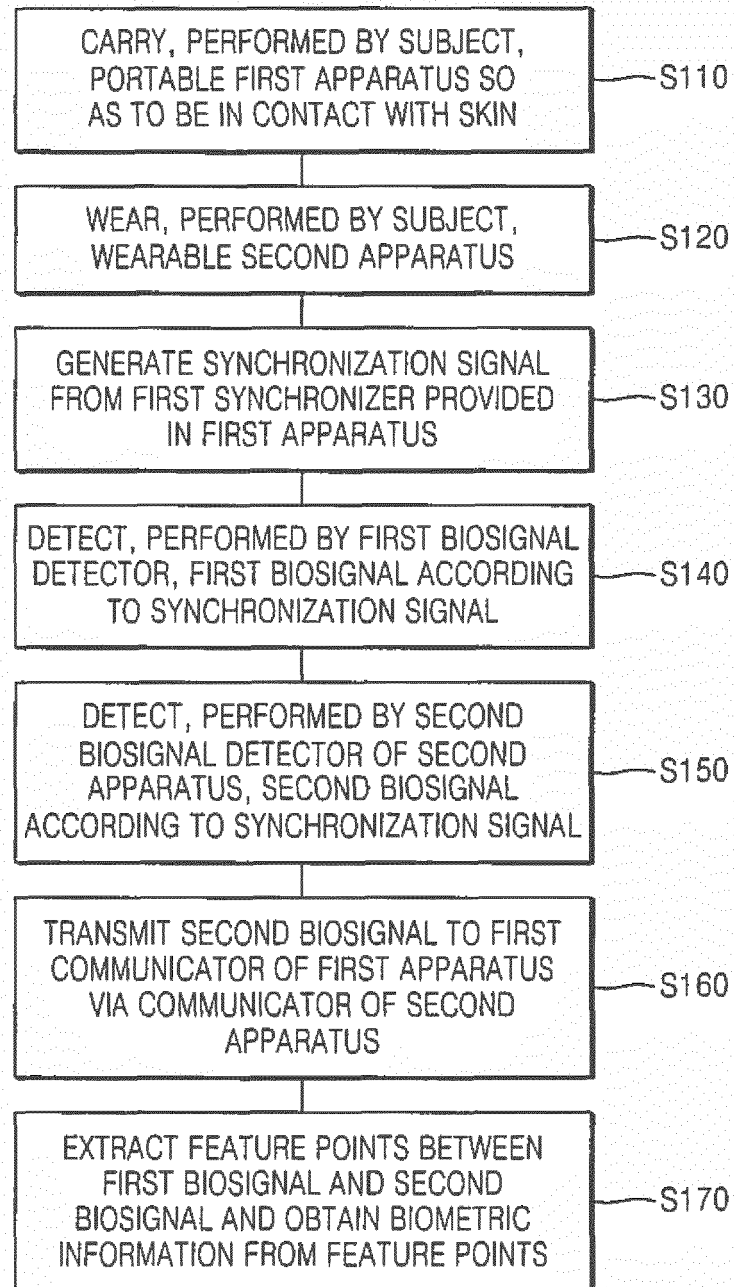 CARRY, PERFORMED BY SUBJECT,
PORTABLE FIRST APPARATUS SO
AS TO BE IN CONTACT WITH SKIN
S110
WEAR, PERFORMED BY SUBJECT,
WEARABLE SECOND APPARATUS
S120
GENERATE SYNCHRONIZATION SIGNAL
FROM FIRST SYNCHRONIZER PROVIDED
IN FIRST APPARATUS
S130
DETECT, PERFORMED BY FIRST BIOSIGNAL
DETECTOR, FIRST BIOSIGNAL ACCORDING
TO SYNCHRONIZATION SIGNAL
S140
DETECT, PERFORMED BY SECOND
BIOSIGNAL DETECTOR OF SECOND
APPARATUS, SECOND BIOSIGNAL
ACCORDING TO SYNCHRONIZATION SIGNAL
S150
TRANSMIT SECOND BIOSIGNAL TO FIRST
COMMUNICATOR OF FIRST APPARATUS
VIA COMMUNICATOR OF SECOND
APPARATUS
S160
EXTRACT FEATURE POINTS BETWEEN
FIRST BIOSIGNAL AND SECOND
BIOSIGNAL AND OBTAIN BIOMETRIC
INFORMATION FROM FEATURE POINTS
S170